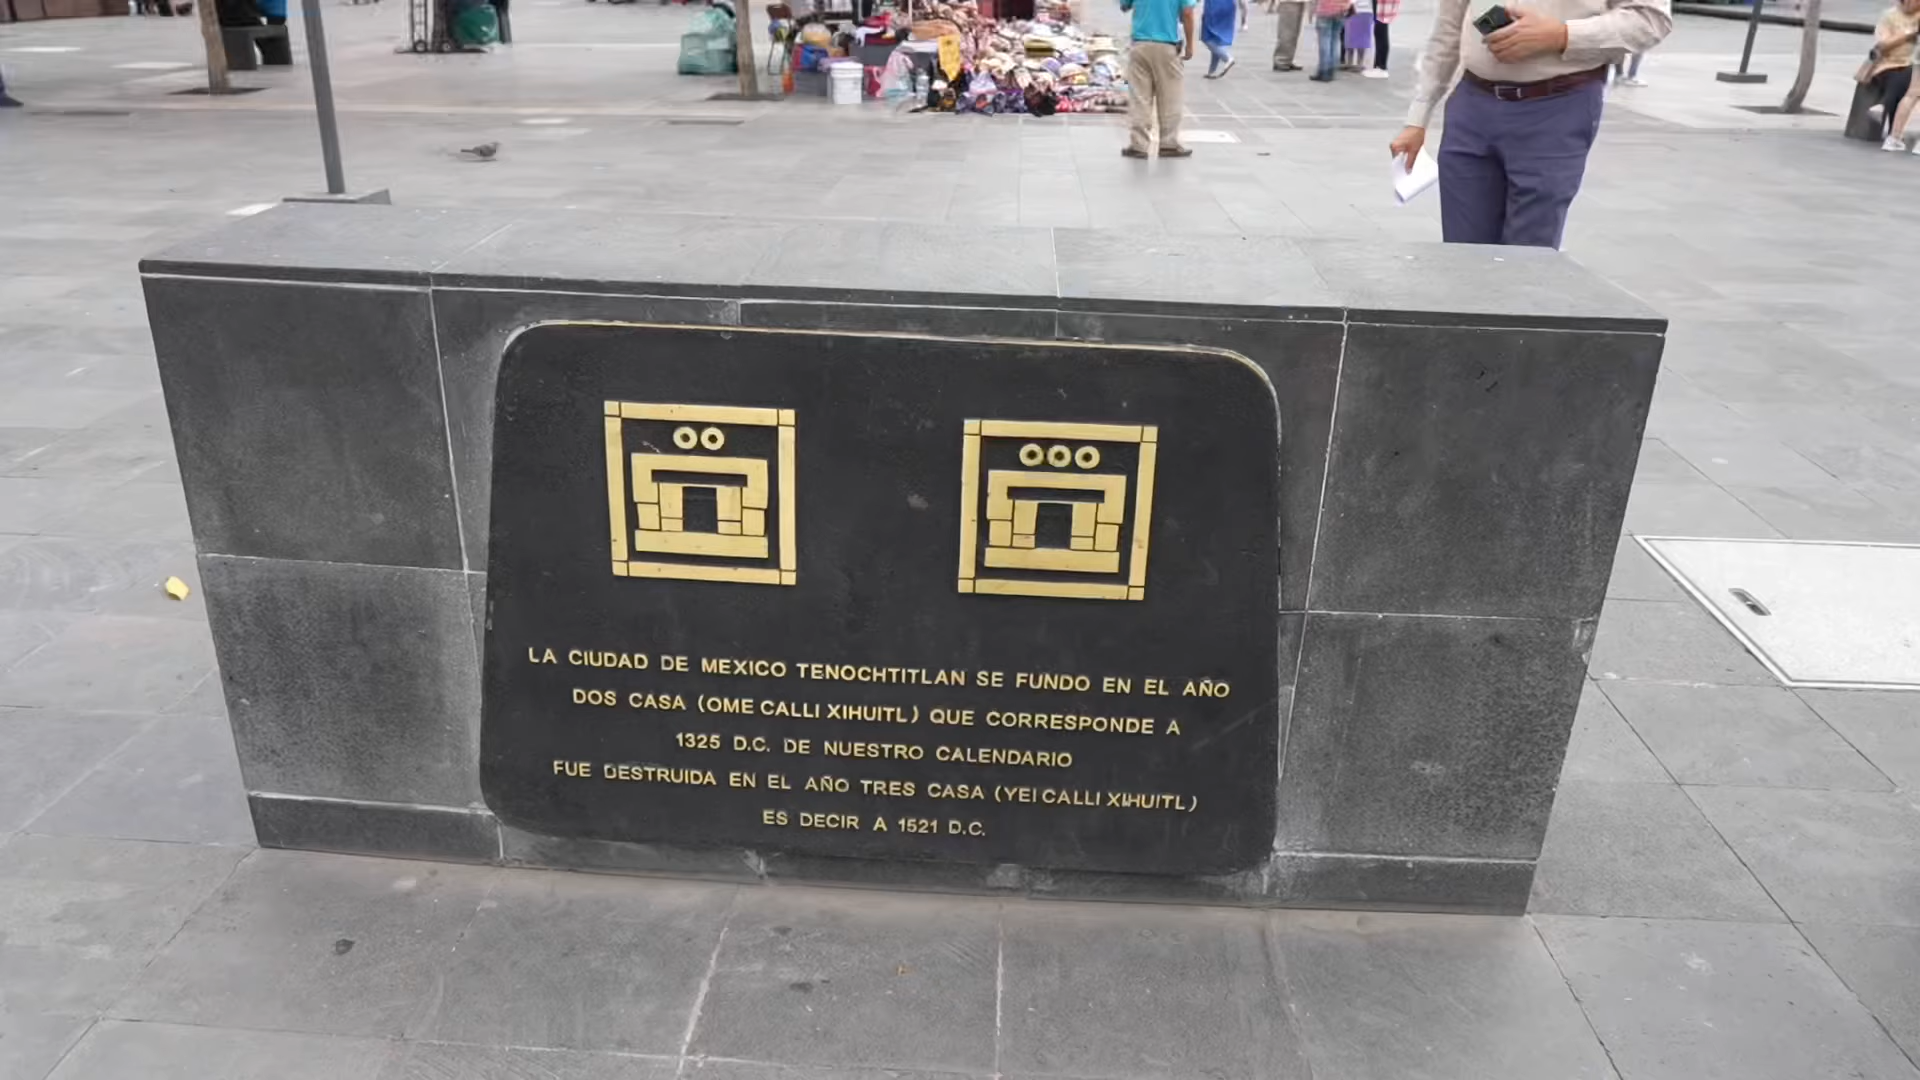 LA CIUDAD DE MEXICO TENOCHTITLAN SE FUNDO EN EL AÑO
DOS CASA (OME CALLI XIHUITL) QUE CORRESPONDE A
1325 D.C. DE NUESTRO CALENDARIO
FUE DESTRUIDA EN EL AÑO TRES CASA (YEI CALLI XIHUITL)
ES DECIR A 1521 D.C.